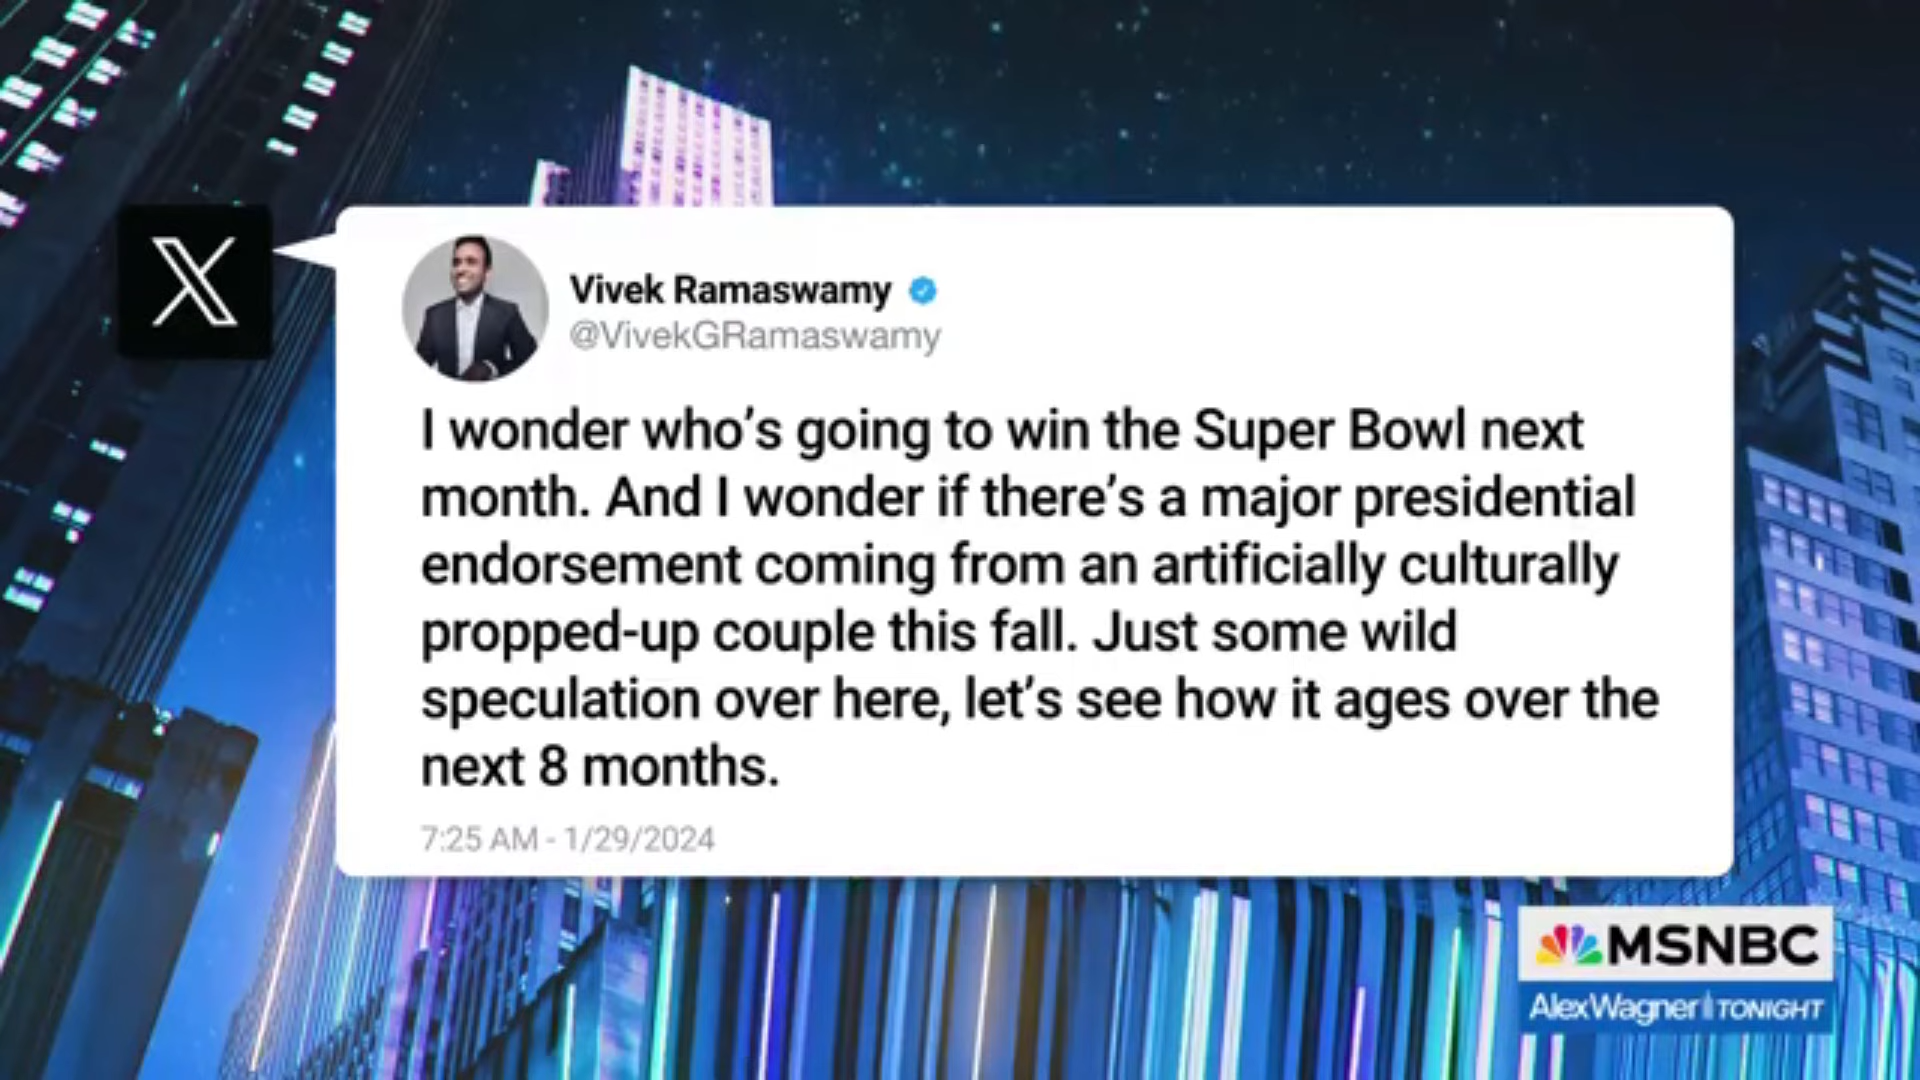 X
Vivek Ramaswamy
@VivekGRamaswamy
I wonder who's going to win the Super Bowl next
month. And I wonder if there's a major presidential
endorsement coming from an artificially culturally
propped-up couple this fall. Just some wild
speculation over here, let's see how it ages over the
next 8 months.
7:25 AM - 1/29/2024
MSNBC
AlexWagner TONIGHT